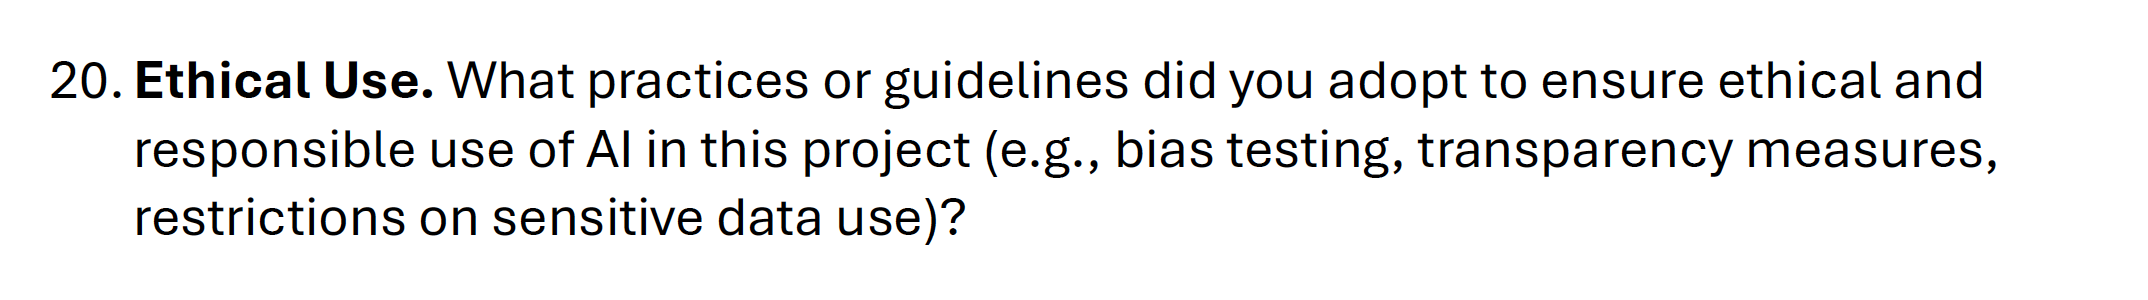 20. Ethical Use. What practices or guidelines did you adopt to ensure ethical and
responsible use of AI in this project (e.g., bias testing, transparency measures,
restrictions on sensitive data use)?